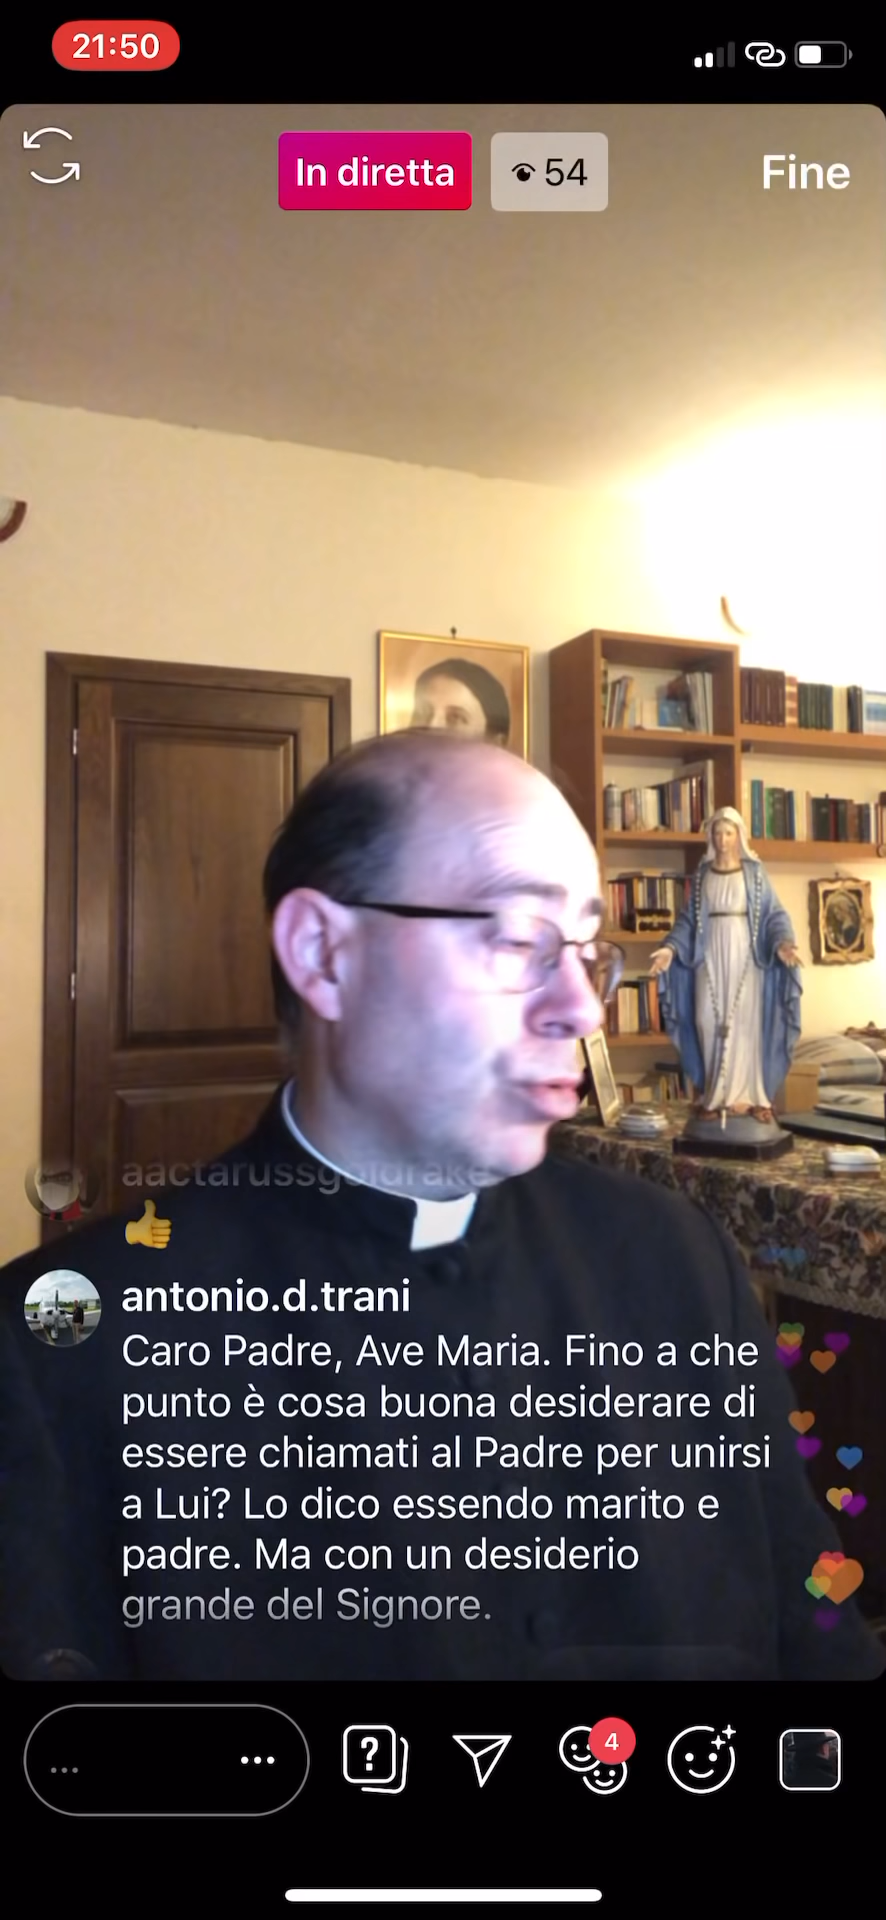 21:50
In diretta
54
Fine
aactarussgoldrake
antonio.d.trani
Caro Padre, Ave Maria. Fino a che
punto è cosa buona desiderare di
essere chiamati al Padre per unirsi
a Lui? Lo dico essendo marito e
padre. Ma con un desiderio
grande del Signore.
...
?
4